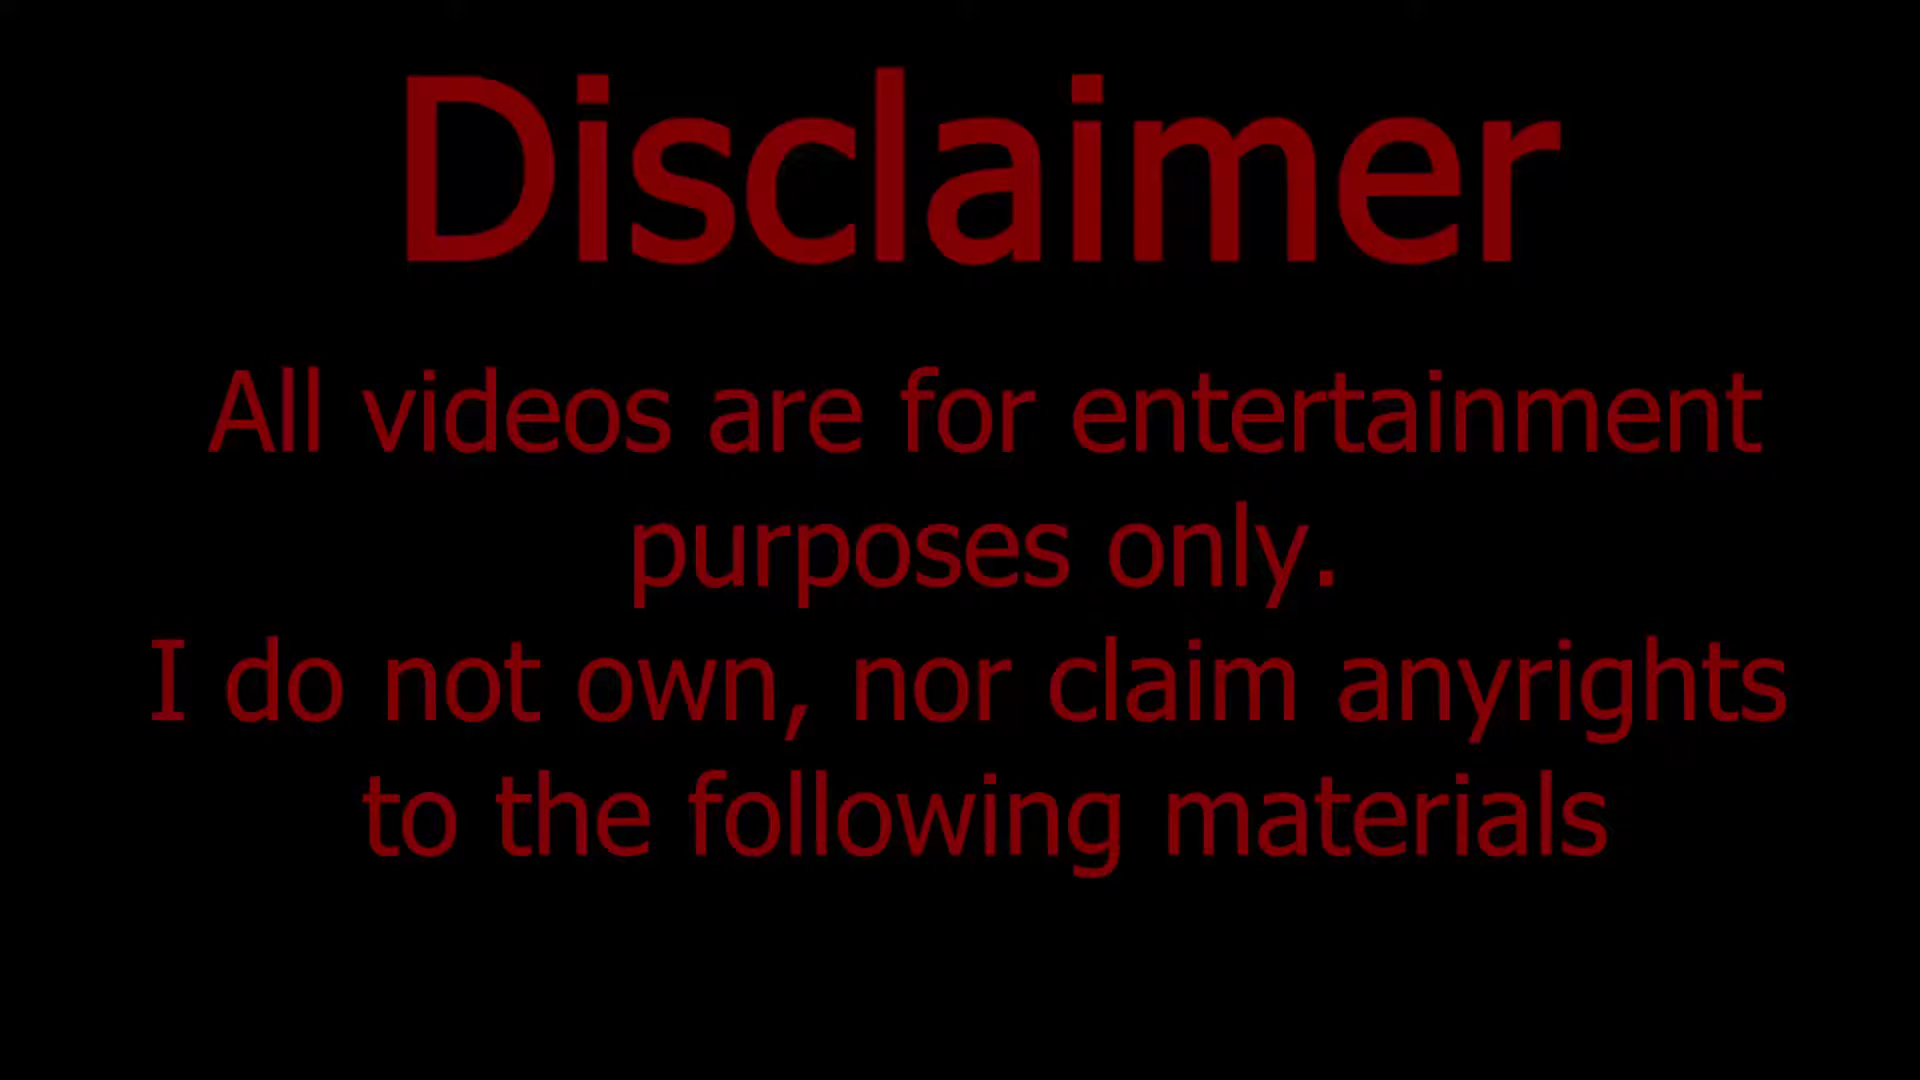 Disclaimer
All videos are for entertainment
purposes only.
I do not own, nor claim anyrights
to the following materials